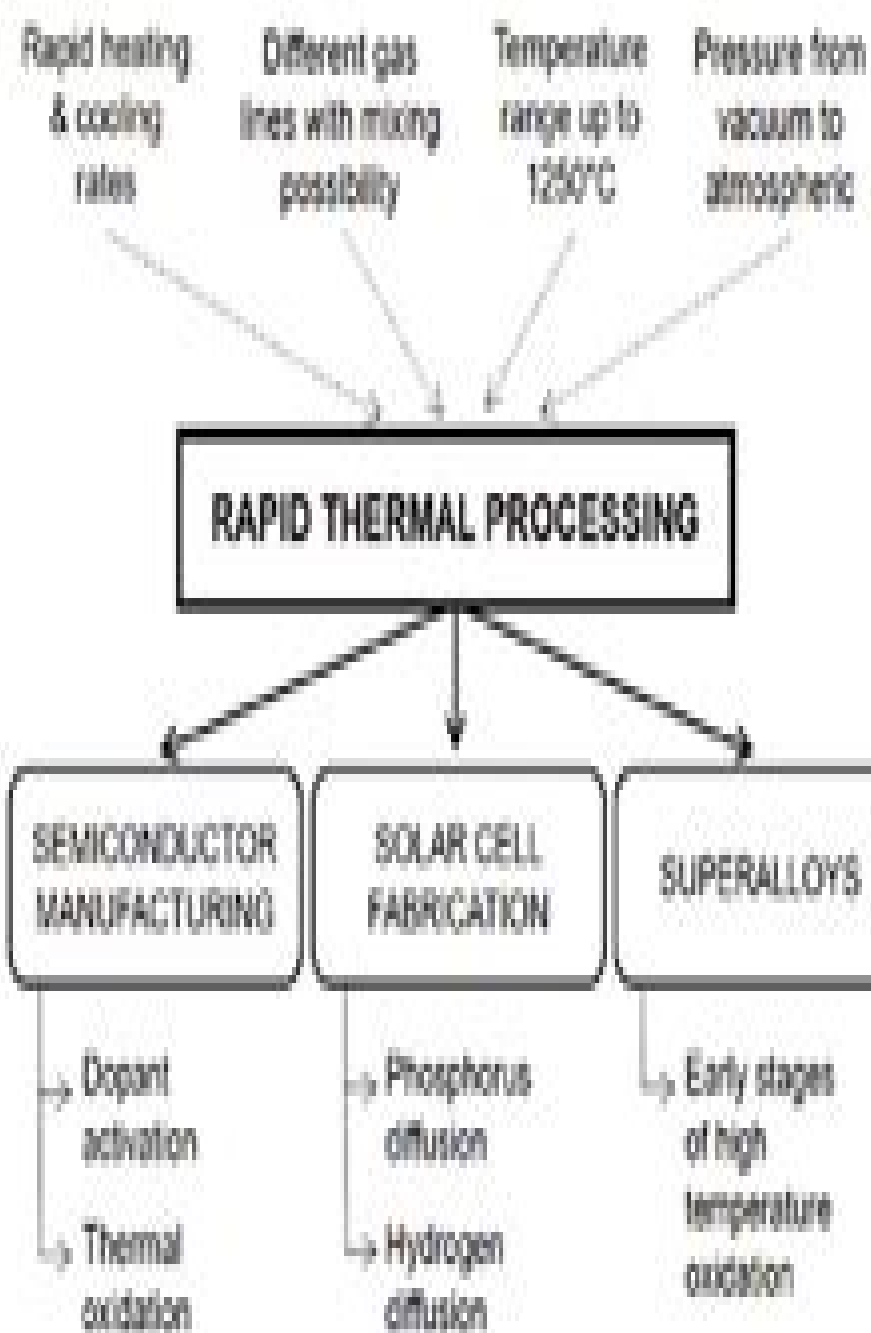 Rapid heating
& cooling
rates
Different gas
lines with mixing
possibility
Temperature
range up to
1250°C
Pressure from
vacuum to
atmospheric
RAPID THERMAL PROCESSING
SEMICONDUCTOR
MANUFACTURING
Dopant
activation
Thermal
oxidation
SOLAR CELL
FABRICATION
Phosphorus
diffusion
Hydrogen
diffusion
SUPERALLOYS
Early stages
of high
temperature
oxidation